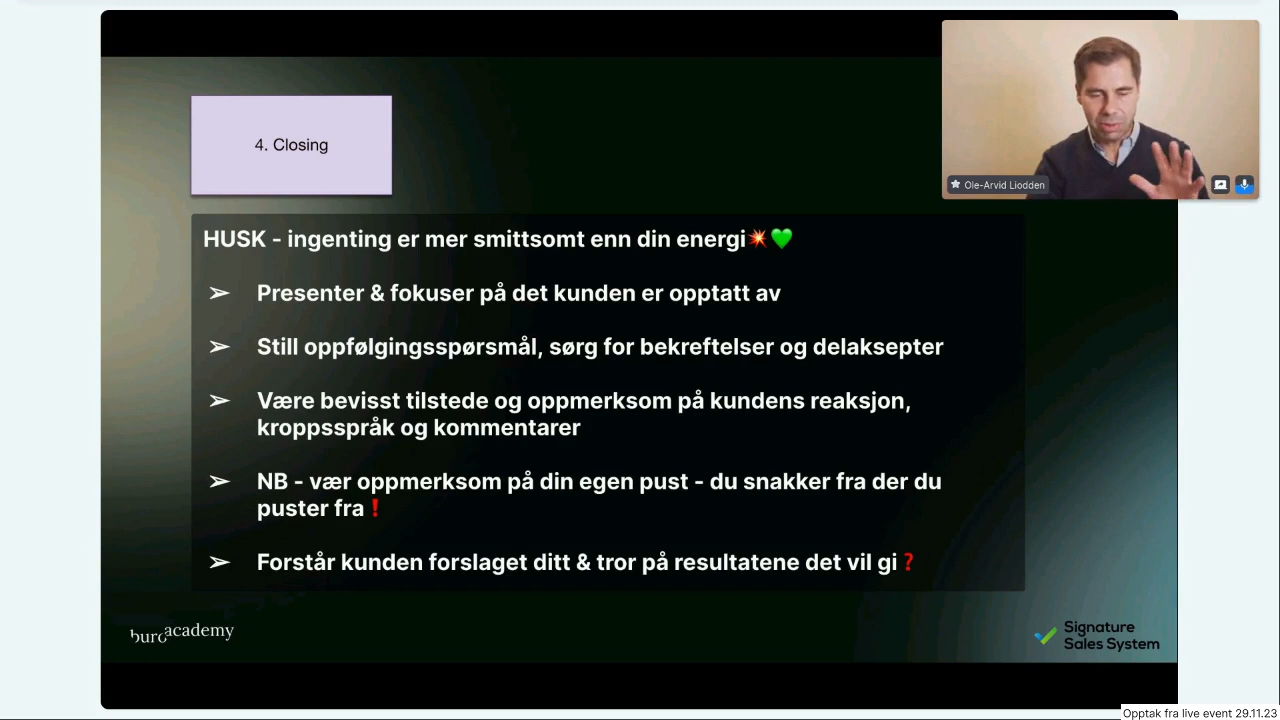 4. Closing
Ole-Arvid Liodden
HUSK - ingenting er mer smittsomt enn din energi💥💚
➢ Presenter & fokuser på det kunden er opptatt av
➢ Still oppfølgingsspørsmål, sørg for bekreftelser og delaksepter
➢ Være bevisst tilstede og oppmerksom på kundens reaksjon,
kroppsspråk og kommentarer
➢ NB - vær oppmerksom på din egen pust - du snakker fra der du
puster fra ❗
➢ Forstår kunden forslaget ditt & tror på resultatene det vil gi ❓
buro academy
Signature
Sales System
Opptak fra live event 29.11.23